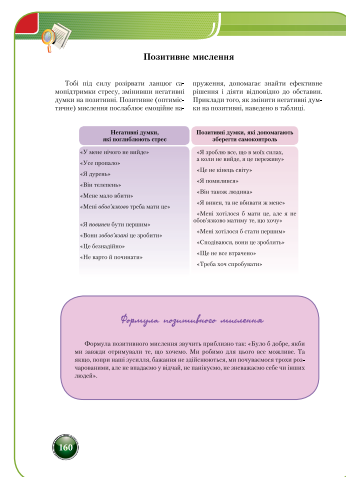 Позитивне мислення
Тобі під силу розірвати ланцюг са-
мопідтримки стресу, змінивши негативні
думки на позитивні. Позитивне (оптиміс-
тичне) мислення послаблює емоційне на-
пруження, допомагає знайти ефективне
рішення і діяти відповідно до обставин.
Приклади того, як змінити негативні дум-
ки на позитивні, наведено в таблиці.
Негативні думки,
які поглиблюють стрес
«У мене нічого не вийде»
«Усе пропало»
«Я дурень»
«Він телепень»
«Мене мало вбити»
«Мені обов'язково треба мати це»
«Я повинен бути першим»
«Вони зобов'язані це зробити»
«Це безнадійно»
«Не варто й починати»
Позитивні думки, які допомагають
зберегти самоконтроль
«Я зроблю все, що в моїх силах,
а коли не вийде, я це переживу»
«Це не кінець світу»
«Я помилився»
«Він також людина»
«Я винен, та не вбивати ж мене»
«Мені хотілося б мати це, але я не
обов'язково матиму те, що хочу»
«Мені хотілося б стати першим»
«Сподіваюся, вони це зроблять»
«Ще не все втрачено»
«Треба хоч спробувати»
Формула позитивного мислення
Формула позитивного мислення звучить приблизно так: «Було б добре, якби
ми завжди отримували те, що хочемо. Ми робимо для цього все можливе. Та
якщо, попри наші зусилля, бажання не здійснюються, ми почуваємося трохи роз-
чарованими, але не впадаємо у відчай, не панікуємо, не зневажаємо себе чи інших
людей».
160